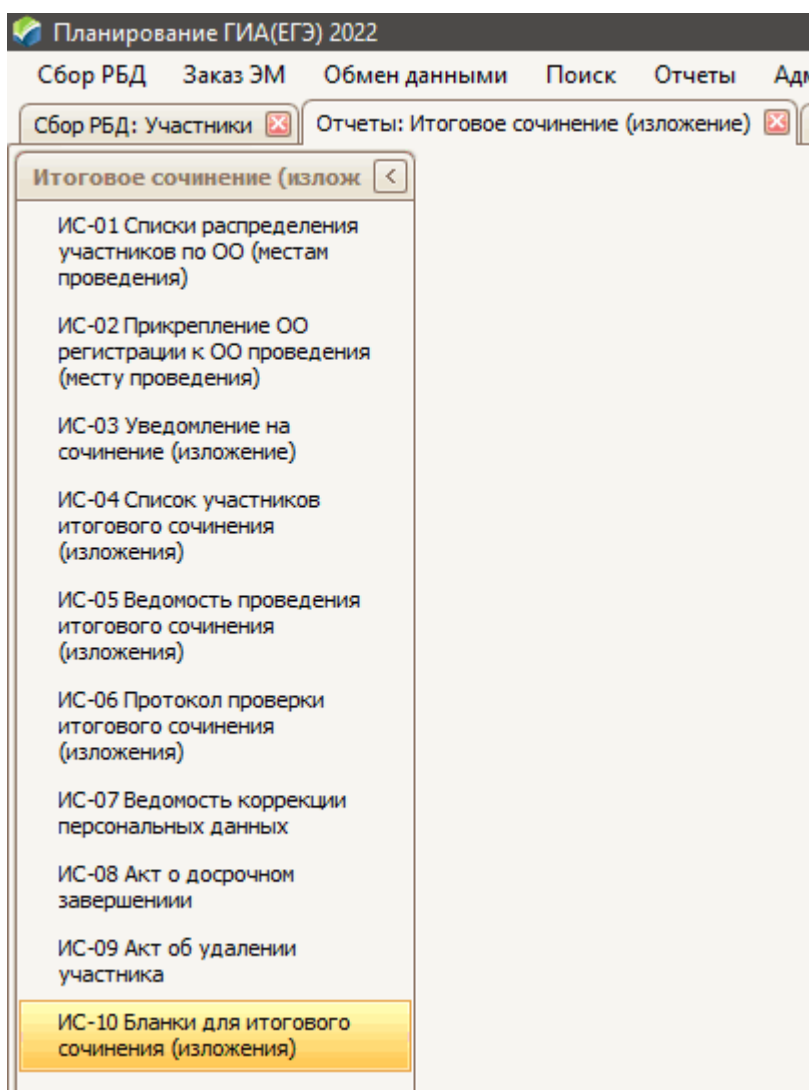 Планирование ГИА(ЕГЭ) 2022
Сбор РБД Заказ ЭМ Обмен данными Поиск Отчеты
Сбор РБД: Участники Отчеты: Итоговое сочинение (изложение)
Итоговое сочинение (излож
ИС-01 Списки распределения
участников по ОО (местам
проведения)
ИС-02 Прикрепление ОО
регистрации к ОО проведения
(месту проведения)
ИС-03 Уведомление на
сочинение (изложение)
ИС-04 Список участников
итогового сочинения
(изложения)
ИС-05 Ведомость проведения
итогового сочинения
(изложения)
ИС-06 Протокол проверки
итогового сочинения
(изложения)
ИС-07 Ведомость коррекции
персональных данных
ИС-08 Акт о досрочном
завершениии
ИС-09 Акт об удалении
участника
ИС-10 Бланки для итогового
сочинения (изложения)